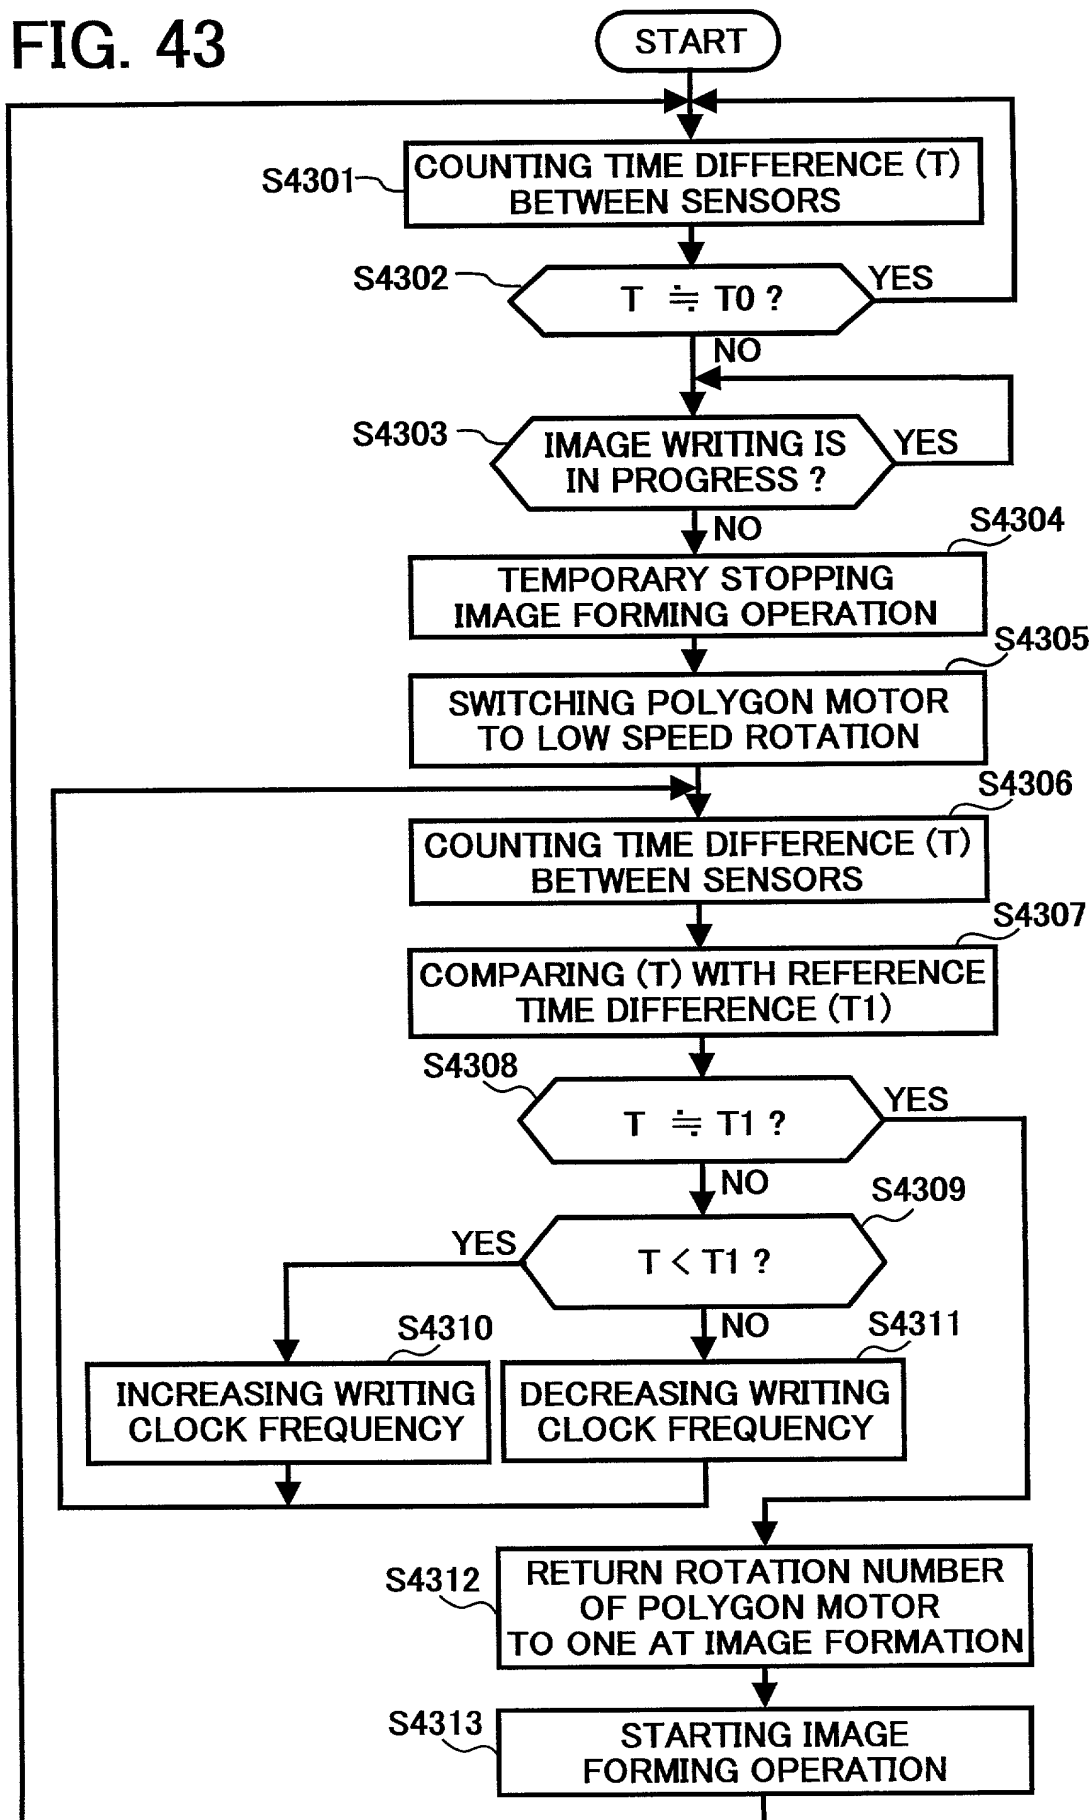 FIG. 43
START
S4301
COUNTING TIME DIFFERENCE (T)
BETWEEN SENSORS
S4302
T ≒ T0 ?
YES
NO
S4303
IMAGE WRITING IS
IN PROGRESS ?
YES
NO
S4304
TEMPORARY STOPPING
IMAGE FORMING OPERATION
S4305
SWITCHING POLYGON MOTOR
TO LOW SPEED ROTATION
S4306
COUNTING TIME DIFFERENCE (T)
BETWEEN SENSORS
S4307
COMPARING (T) WITH REFERENCE
TIME DIFFERENCE (T1)
S4308
T ≒ T1 ?
YES
NO
S4309
YES
T < T1 ?
NO
S4310
INCREASING WRITING
CLOCK FREQUENCY
S4311
DECREASING WRITING
CLOCK FREQUENCY
S4312
RETURN ROTATION NUMBER
OF POLYGON MOTOR
TO ONE AT IMAGE FORMATION
S4313
STARTING IMAGE
FORMING OPERATION